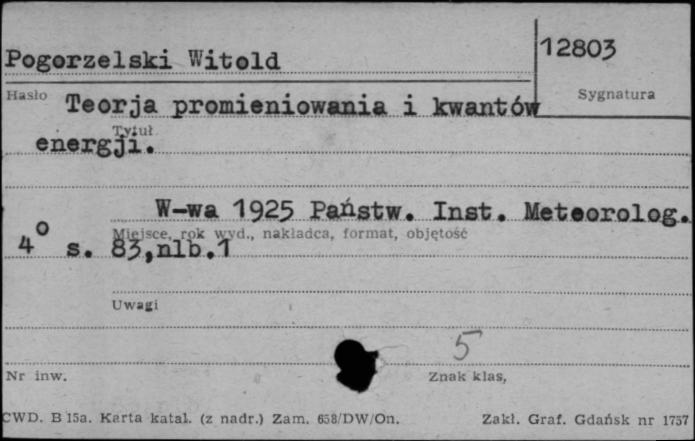 Pogorzelski Witold
12803
Hasło
Sygnatura
Teorja promieniowania i kwantów
Tytuł
energji.
W-wa 1925 Państw. Inst. Meteorolog.
Miejsce, rok wyd., nakładca, format, objętość
4° s. 83,nlb.1
Uwagi
5
Nr inw.
Znak klas,
CWD. B 15a. Karta katal. (z nadr.) Zam. 658/DW/On.
Zakł. Graf. Gdańsk nr 1757